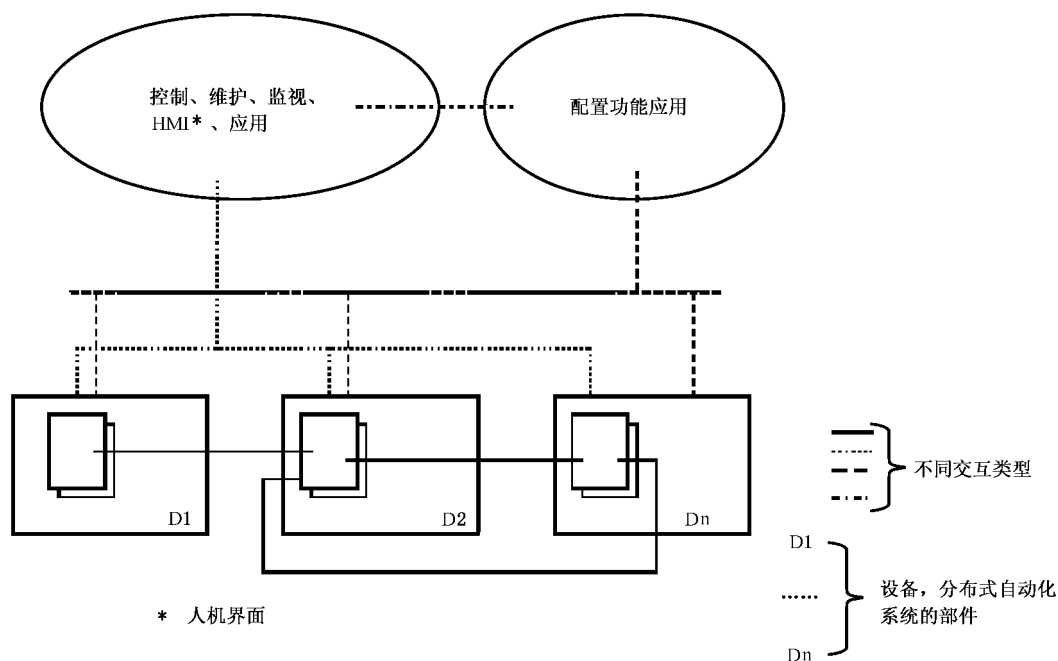 控制、维护、监视、
HMI*、应用
配置功能应用
D1
D2
Dn
不同交互类型
D1
……
Dn
设备，分布式自动化
系统的部件
* 人机界面